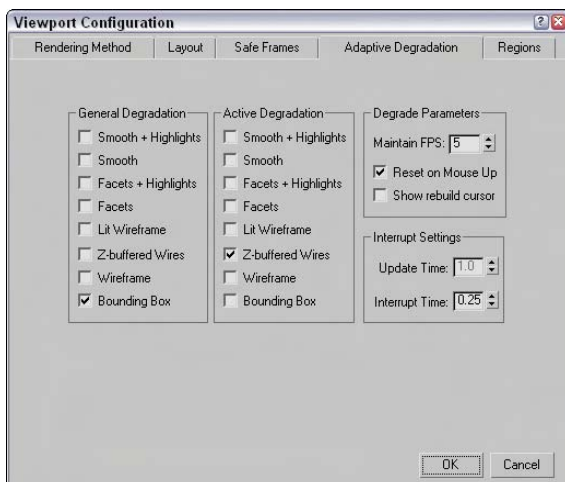 Viewport Configuration
Rendering Method
Layout
Safe Frames
Adaptive Degradation
Regions
General Degradation
Smooth + Highlights
Smooth
Facets + Highlights
Facets
Lit Wireframe
Z-buffered Wires
Wireframe
Bounding Box
Active Degradation
Smooth + Highlights
Smooth
Facets + Highlights
Facets
Lit Wireframe
Z-buffered Wires
Wireframe
Bounding Box
Degrade Parameters
Maintain FPS: 5
Reset on Mouse Up
Show rebuild cursor
Interrupt Settings
Update Time: 1.0
Interrupt Time: 0.25
OK
Cancel